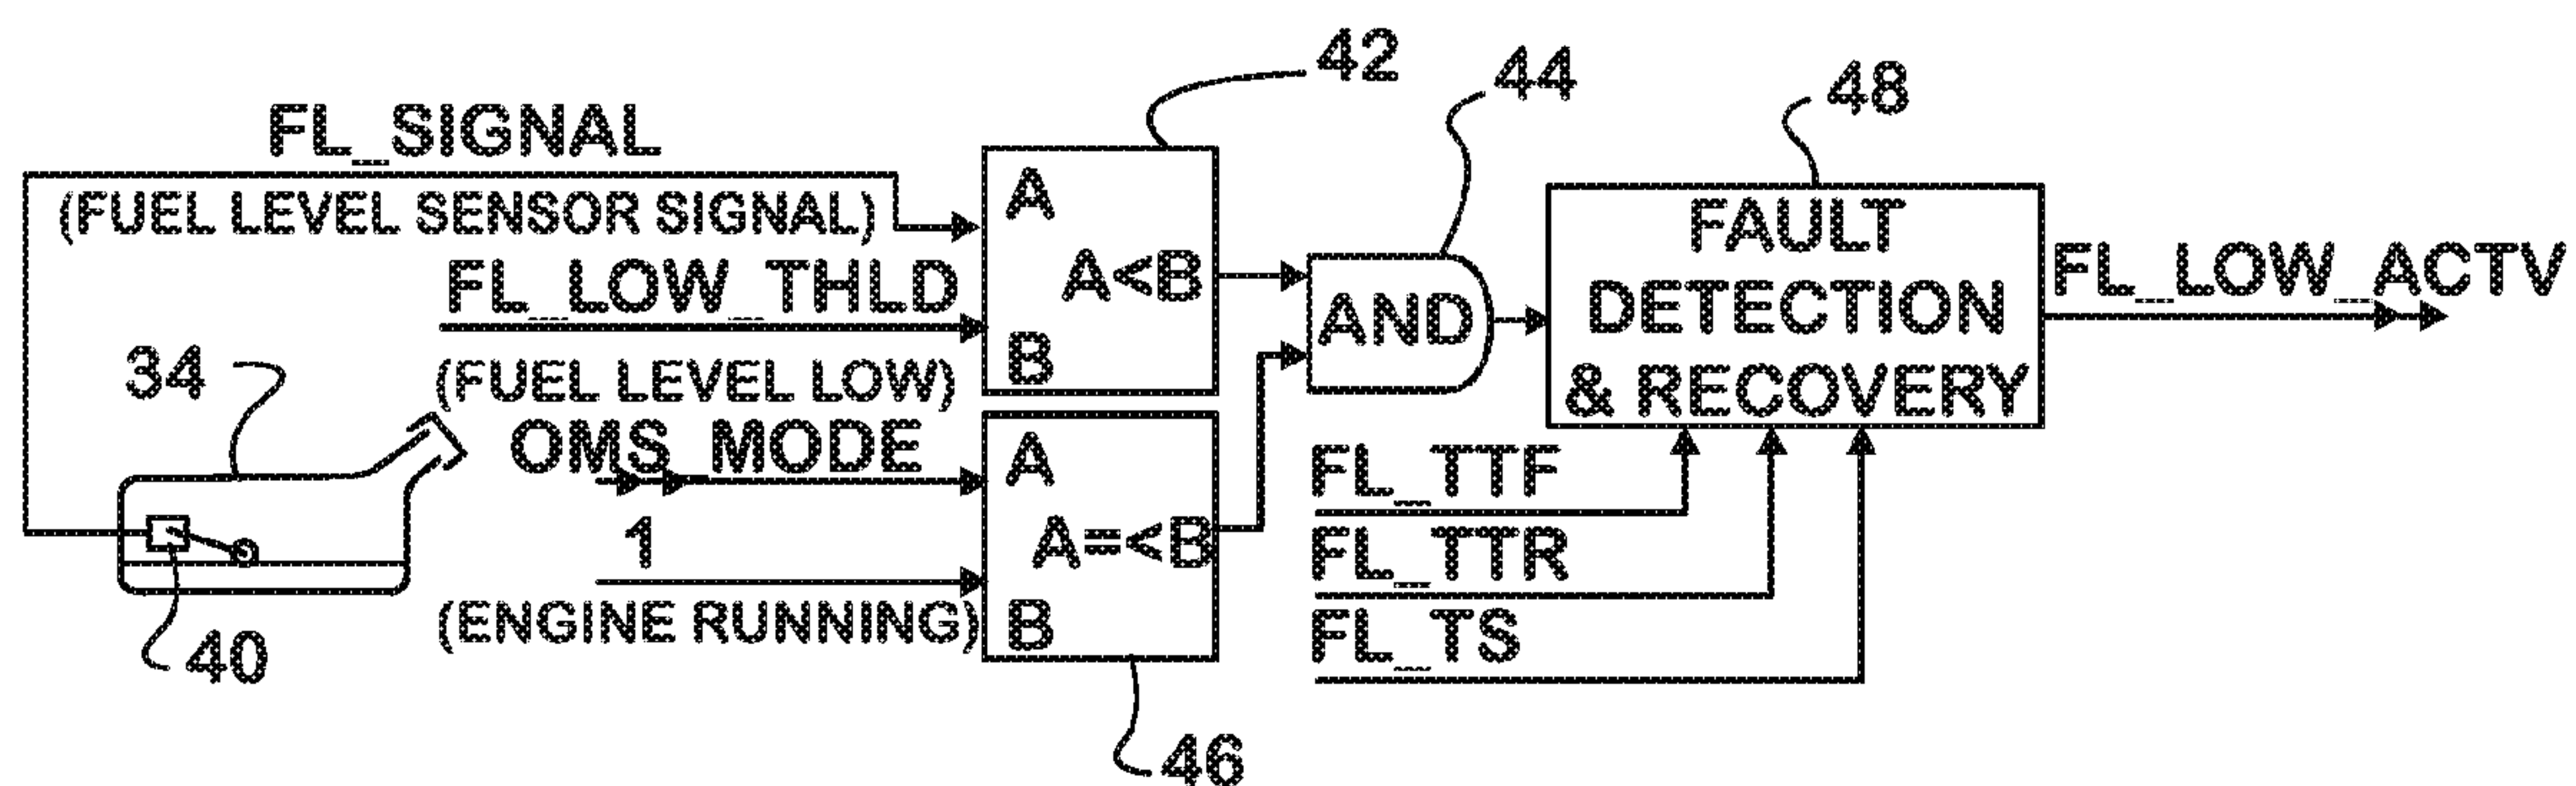 42
44
48
FL_SIGNAL
(FUEL LEVEL SENSOR SIGNAL)
FL_LOW_THLD
(FUEL LEVEL LOW)
A
A<B
B
AND
FAULT
DETECTION
& RECOVERY
FL_LOW_ACTV
34
40
OMS_MODE
1
(ENGINE RUNNING)
A
A=<B
B
46
FL_TTF
FL_TTR
FL_TS